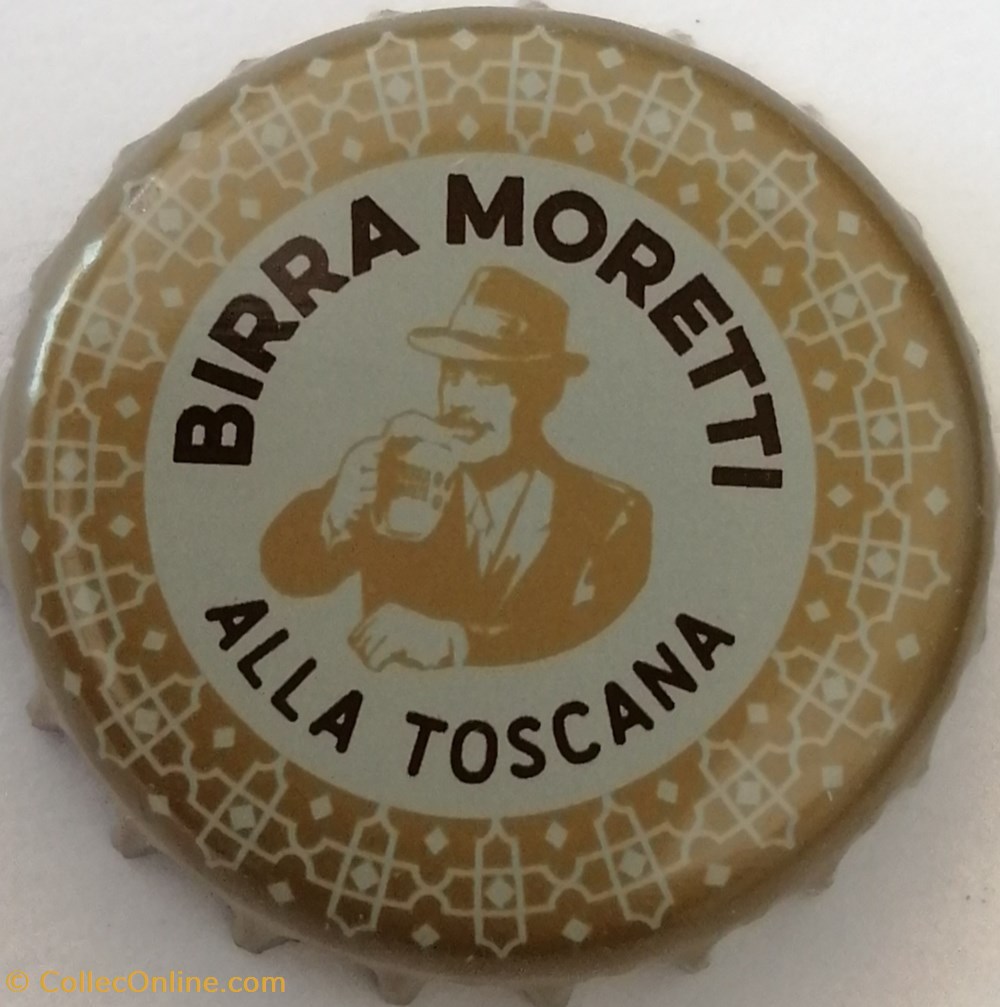 BIRRA MORETTI
ALLA TOSCANA
© CollecOnline.com